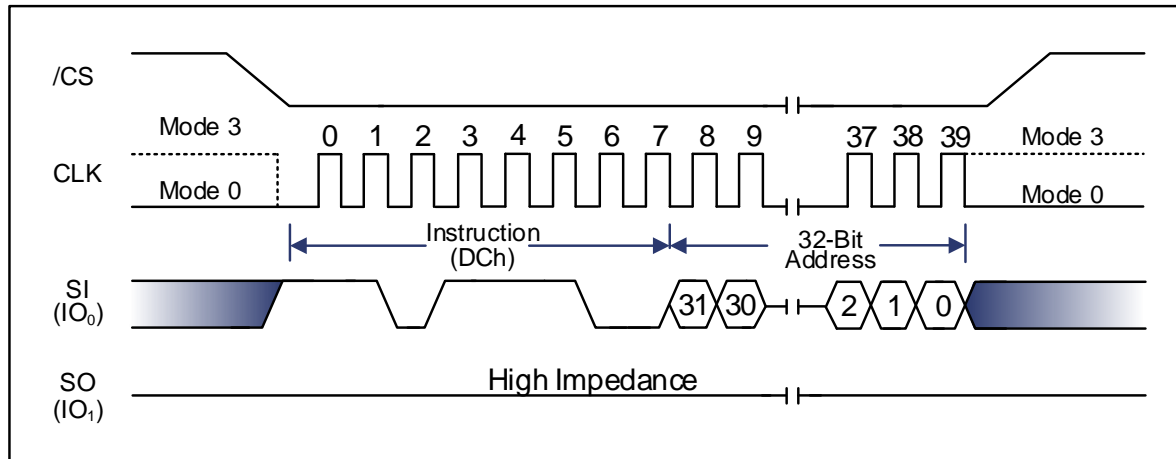 /CS
Mode 3
0 1 2 3 4 5 6 7 8 9 37 38 39
Mode 3
CLK
Mode 0
Mode 0
Instruction
(DCh)
32-Bit
Address
SI
(IO₀)
31 30 2 1 0
SO
(IO₁)
High Impedance